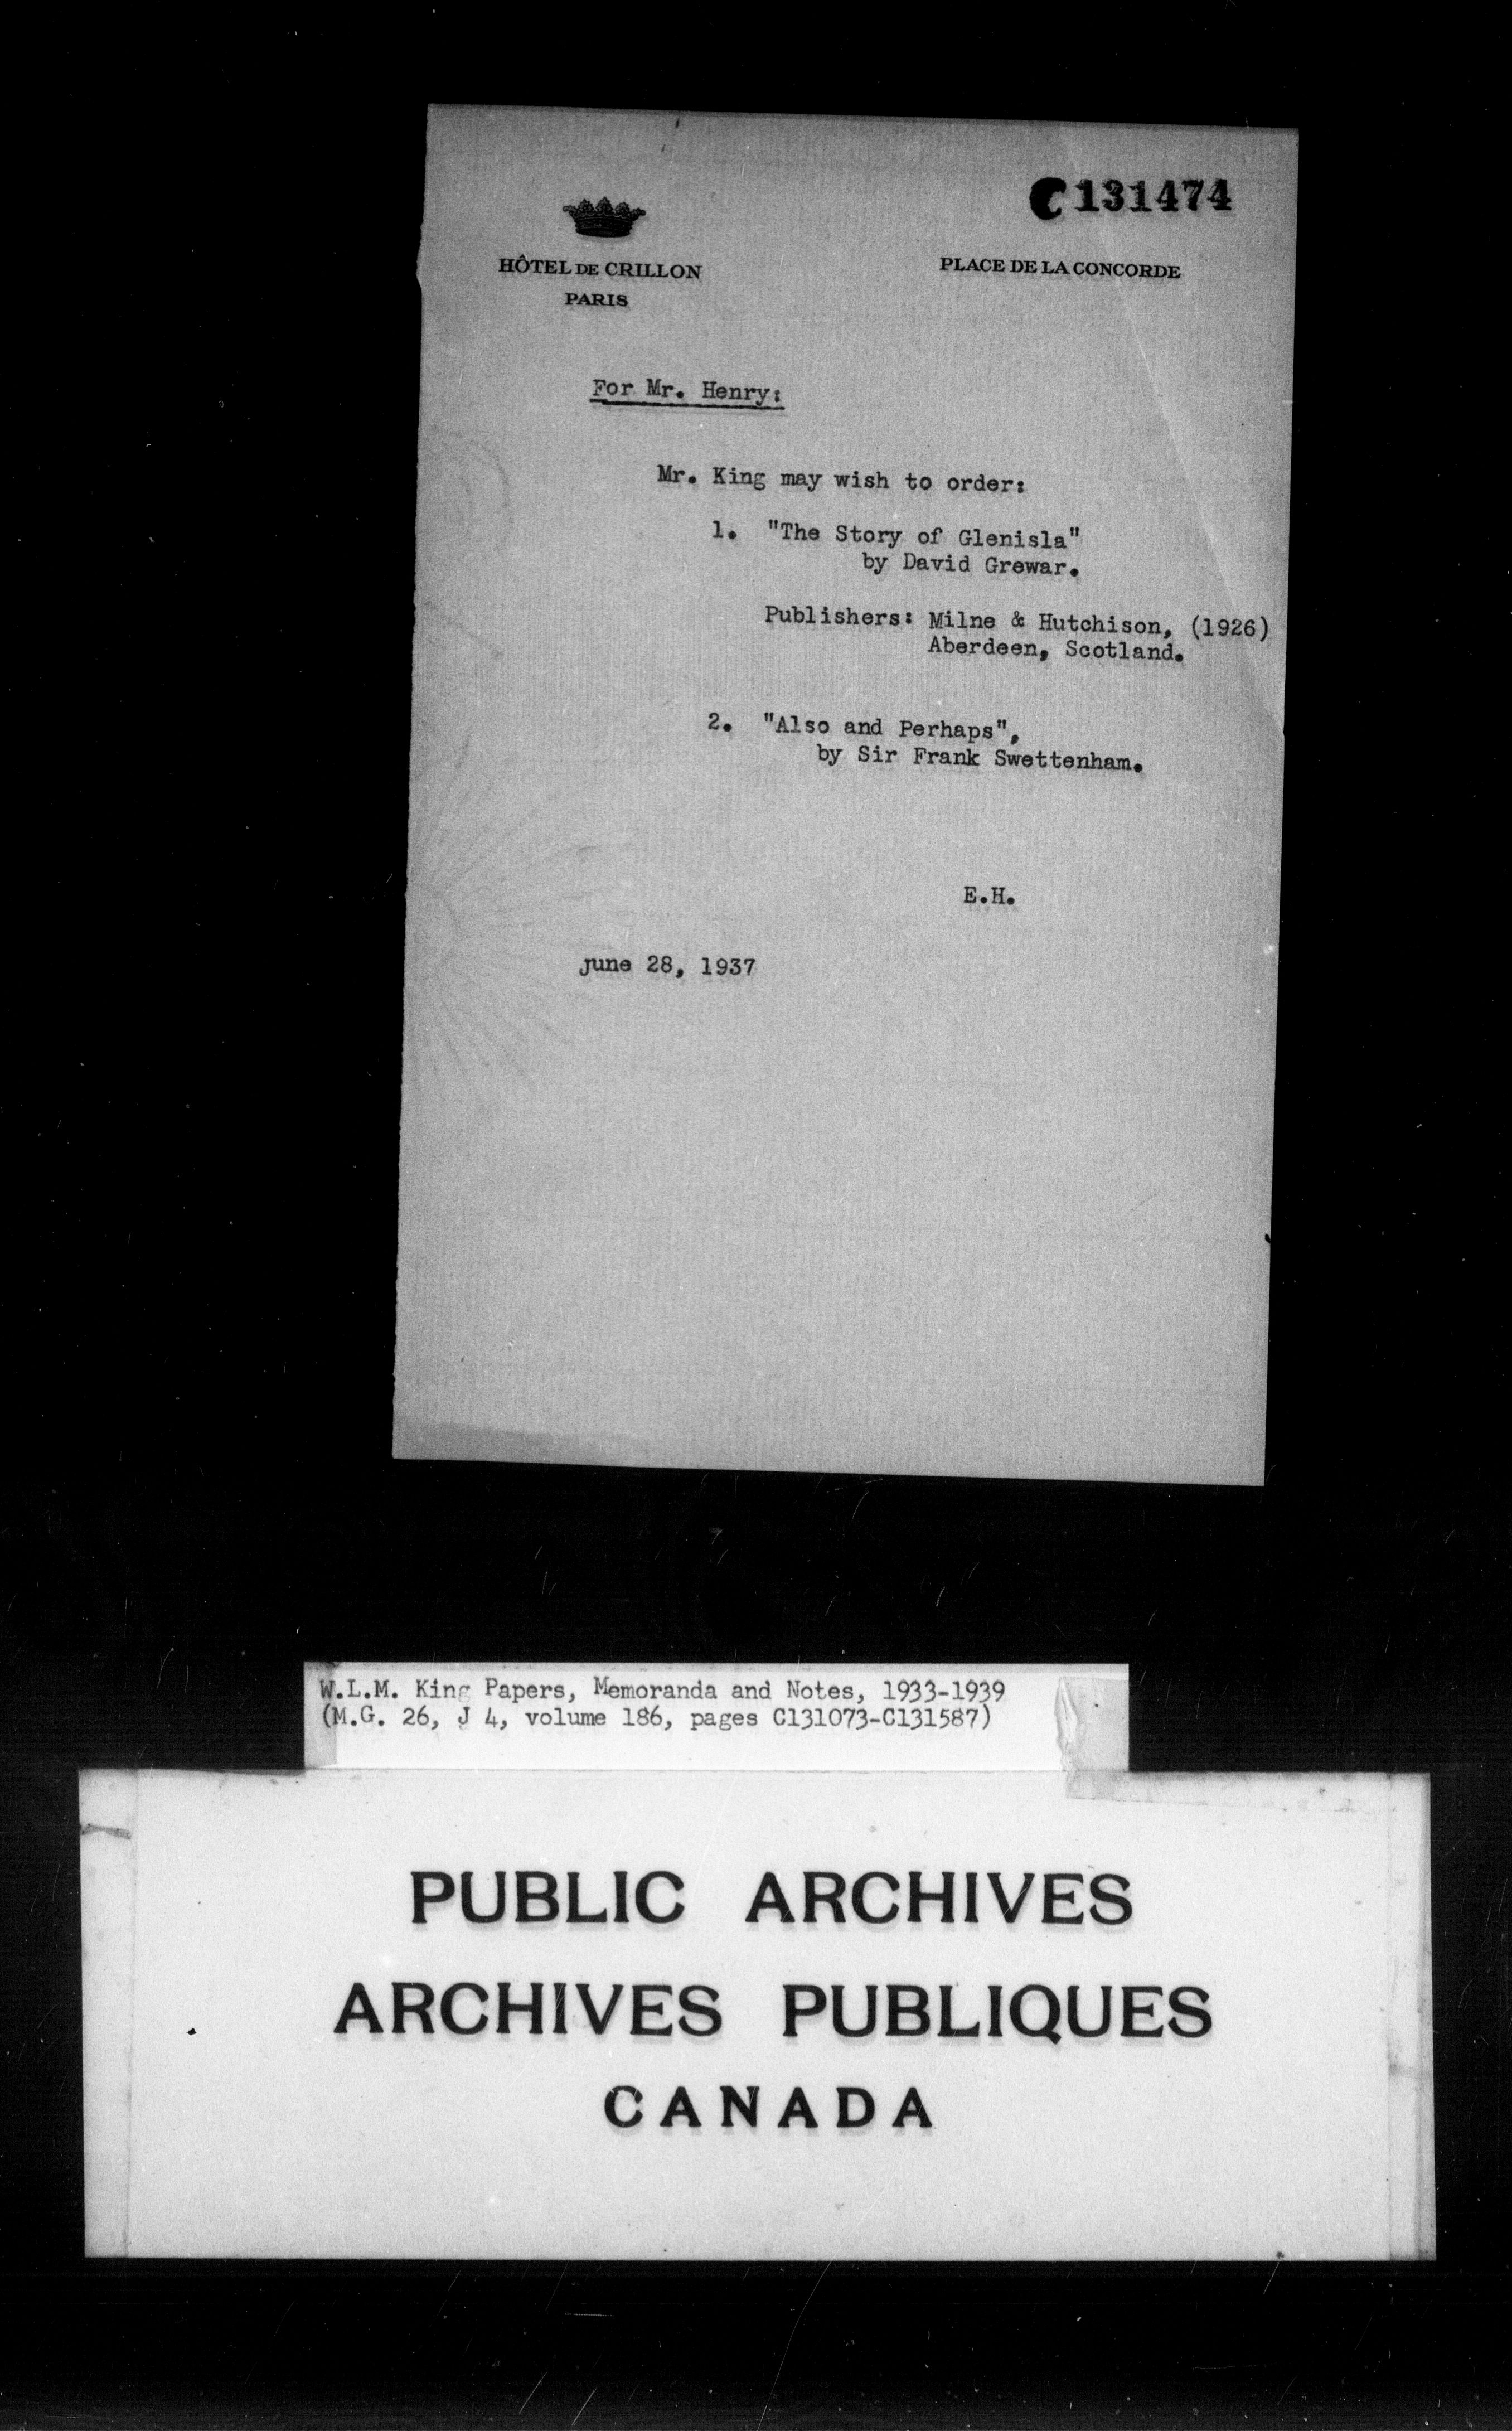 C131474
HÔTEL DE CRILLON
PARIS
PLACE DE LA CONCORDE
For Mr. Henry:
Mr. King may wish to order:
1. "The Story of Glenisla"
by David Grewar.
Publishers: Milne & Hutchison, (1926)
Aberdeen, Scotland.
2. "Also and Perhaps",
by Sir Frank Swettenham.
E.H.
June 28, 1937
W.L.M. King Papers, Memoranda and Notes, 1933-1939
(M.G. 26, J 4, volume 186, pages C131073-C131587)
PUBLIC ARCHIVES
ARCHIVES PUBLIQUES
CANADA